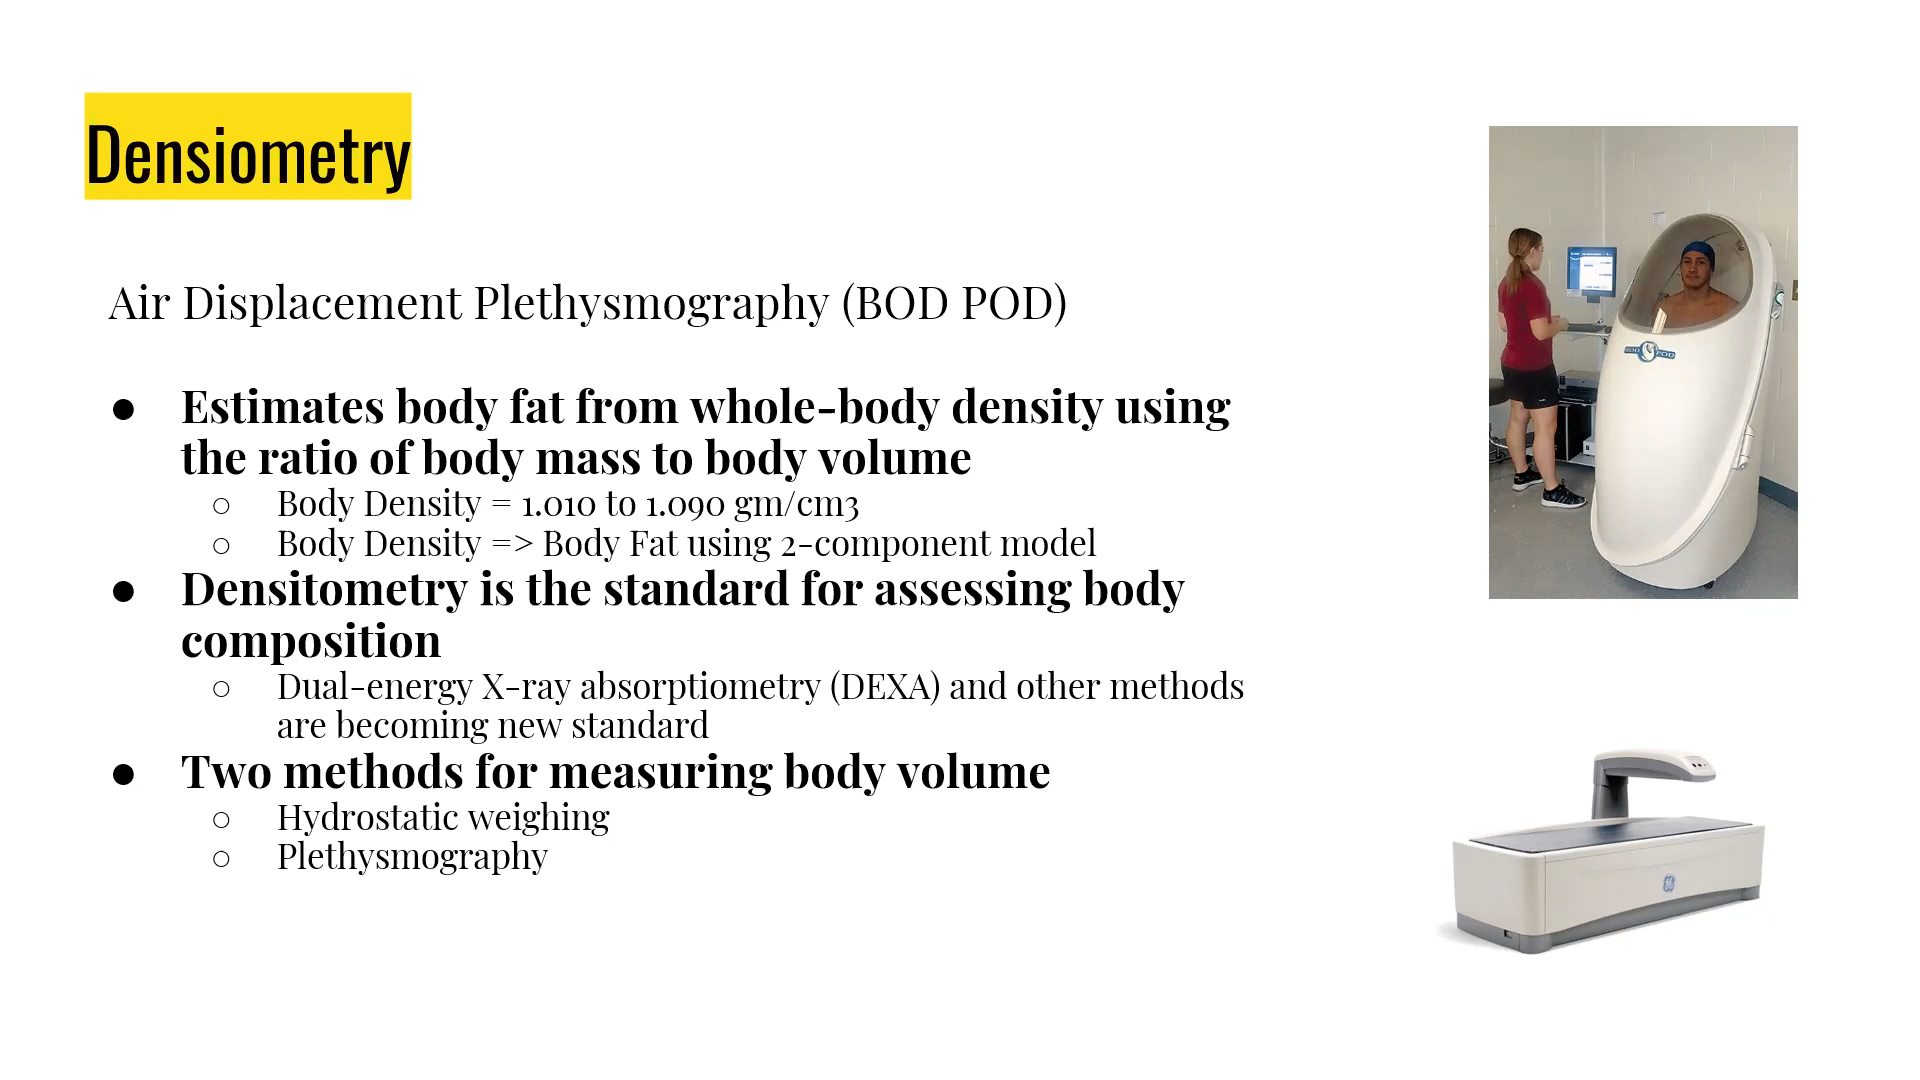 Densiometry
Air Displacement Plethysmography (BOD POD)
● Estimates body fat from whole-body density using
the ratio of body mass to body volume
○ Body Density = 1.010 to 1.090 gm/cm3
○ Body Density => Body Fat using 2-component model
● Densitometry is the standard for assessing body
composition
○ Dual-energy X-ray absorptiometry (DEXA) and other methods
are becoming new standard
● Two methods for measuring body volume
○ Hydrostatic weighing
○ Plethysmography
BOD POD